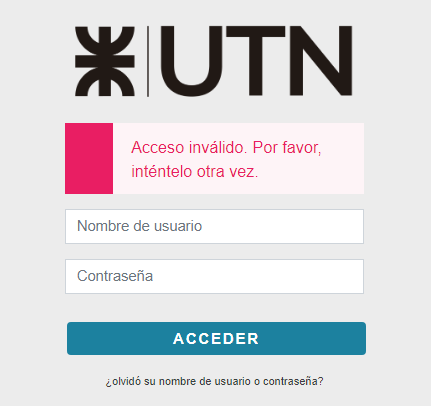 UTN
Acceso inválido. Por favor,
inténtelo otra vez.
Nombre de usuario
Contraseña
ACCEDER
¿olvidó su nombre de usuario o contraseña?